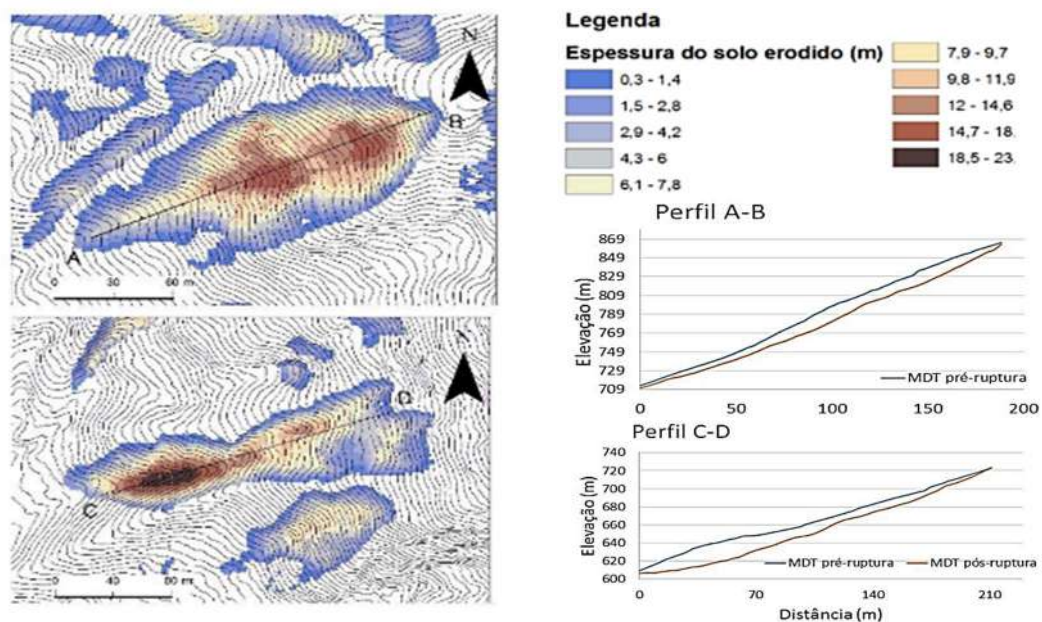 N
B
A
0 30 60 m
D
C
0 40 80 m
Legenda
Espessura do solo erodido (m)
0,3 - 1,4
1,5 - 2,8
2,9 - 4,2
4,3 - 6
6,1 - 7,8
7,9 - 9,7
9,8 - 11,9
12 - 14,6
14,7 - 18.
18,5 - 23.
Perfil A-B
Elevação (m)
869
849
829
809
789
769
749
729
709
0 50 100 150 200
MDT pré-ruptura
Perfil C-D
Elevação (m)
740
720
700
680
660
640
620
600
0 70 140 210
MDT pré-ruptura MDT pós-ruptura
Distância (m)